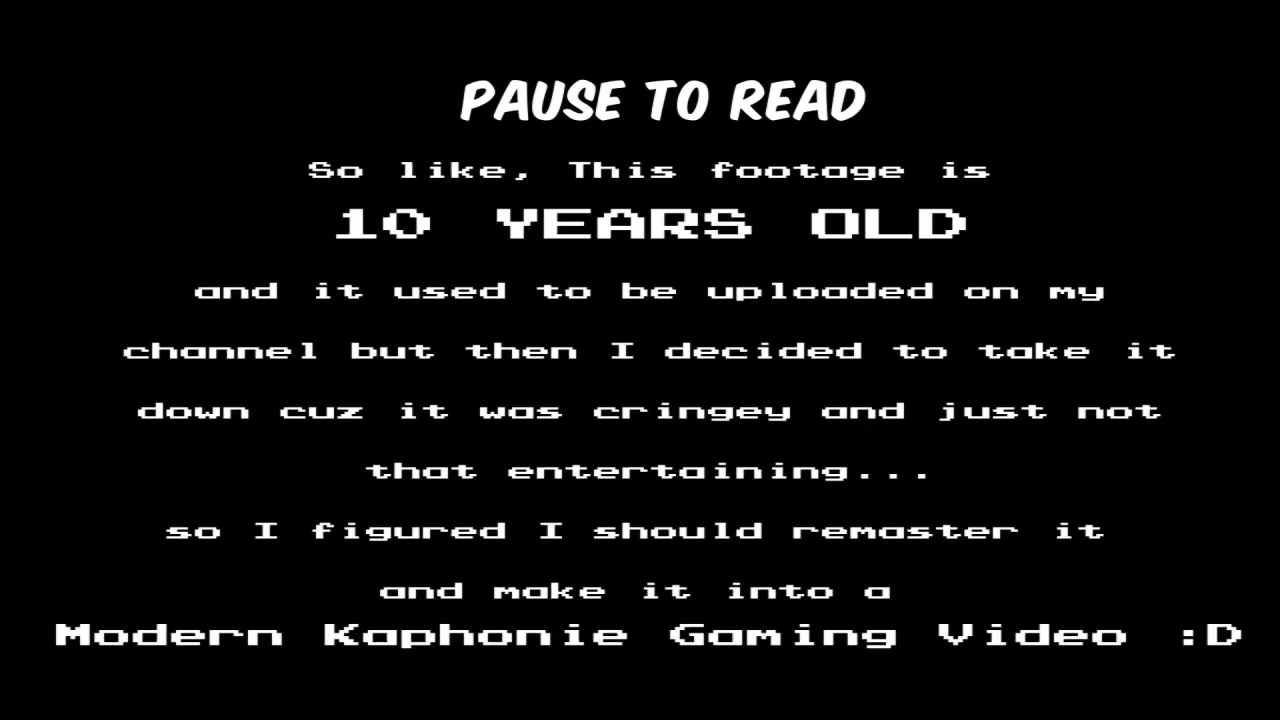 PAUSE TO READ
So like, This footage is
10 YEARS OLD
and it used to be uploaded on my
channel but then I decided to take it
down cuz it was cringey and just not
that entertaining...
so I figured I should remaster it
and make it into a
Modern Kaphonie Gaming Video :D